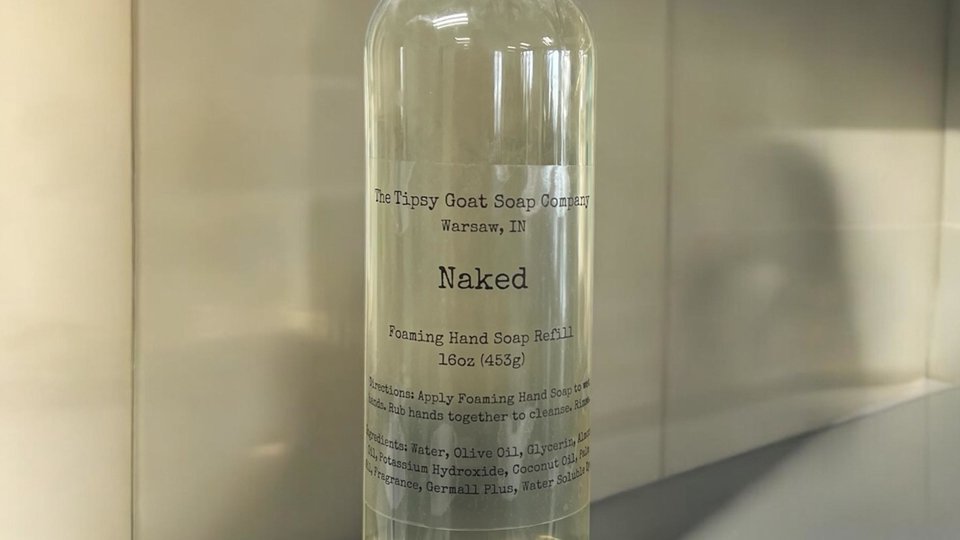 The Tipsy Goat Soap Company
Warsaw, IN
Naked
Foaming Hand Soap Refill
16oz (453g)
Directions: Apply Foaming Hand Soap to wet
hands. Rub hands together to cleanse. Rinse.
Ingredients: Water, Olive Oil, Glycerin,
Oil, Potassium Hydroxide, Coconut Oil,
Fragrance, Germall Plus, Water Soluble